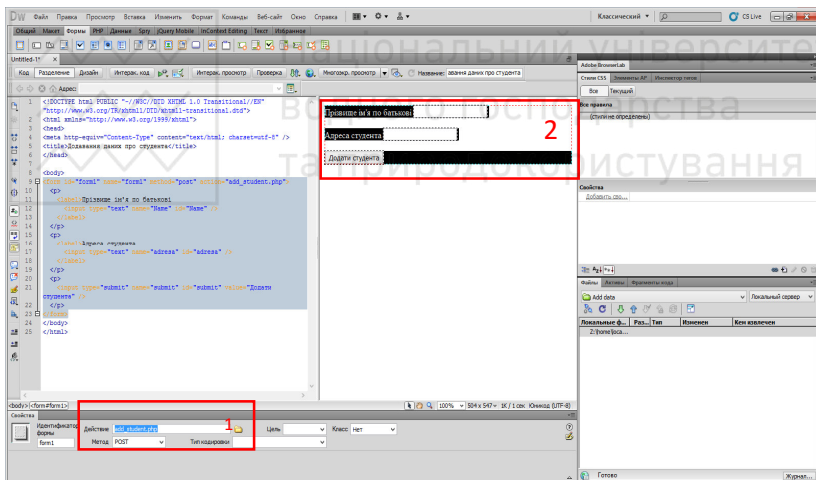 DW Файл Правка Просмотр Вставка Изменить Формат Команды Веб-сайт Окно Справка Классический CS Live
Общий Макет Формы PHP Данные Spry jQuery Mobile InContext Editing Текст Избранное
національний університе
Untitled-1* x
Код Разделение Дизайн Интерак. код Интерак. просмотр Проверка Многоэкр. просмотр Название: авання даних про студента
Адрес:
Adobe BrowserLab
Стили CSS Элементы AP Инспектор тегов
Все Текущий
Все правила
(стили не определены)
1 <!DOCTYPE html PUBLIC "-//W3C//DTD XHTML 1.0 Transitional//EN"
"http://www.w3.org/TR/xhtml1/DTD/xhtml1-transitional.dtd">
2 <html xmlns="http://www.w3.org/1999/xhtml">
3 <head>
4 <meta http-equiv="Content-Type" content="text/html; charset=utf-8" />
5 <title>Додавання даних про студента</title>
6 </head>
7
8 <body>
9 <form id="form1" name="form1" method="post" action="add_student.php">
10 <p>
11 <label>Прізвище ім'я по батькові
12 <input type="text" name="Name" id="Name" />
13 </label>
14 </p>
15 <p>
16 <label>Адреса студента
17 <input type="text" name="adresa" id="adresa" />
18 </label>
19 </p>
20 <p>
21 <input type="submit" name="submit" id="submit" value="Додати
студента" />
22 </p>
23 </form>
24 </body>
25 </html>
Прізвище ім'я по батькові
Адреса студента
2
Додати студента
та природокористування
Свойства
Добавить сво...
Файлы Активы Фрагменты кода
Add data Локальный сервер
Локальные ф... Раз... Тип Изменен Кем извлечен
Z:\home\loca...
<body> <form#form1> 100% 504 x 547 1K / 1 сек Юникод (UTF-8)
Свойства
Идентификатор формы
form1
Действие add_student.php
1
Цель Класс Нет
Метод POST Тип кодировки
Готово Журнал...